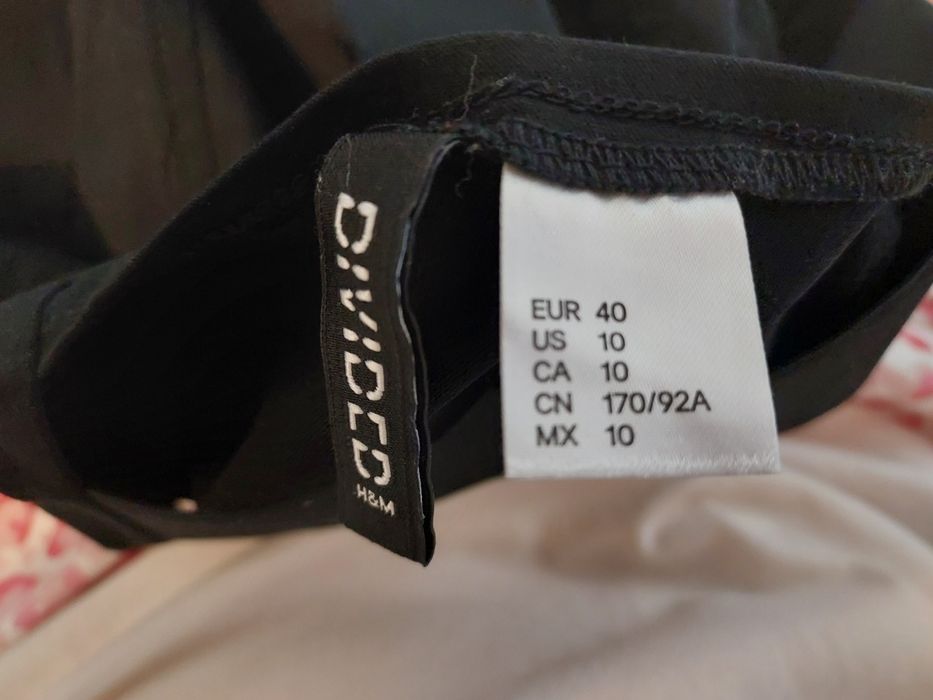 DIVIDED
H&M
EUR 40
US 10
CA 10
CN 170/92A
MX 10